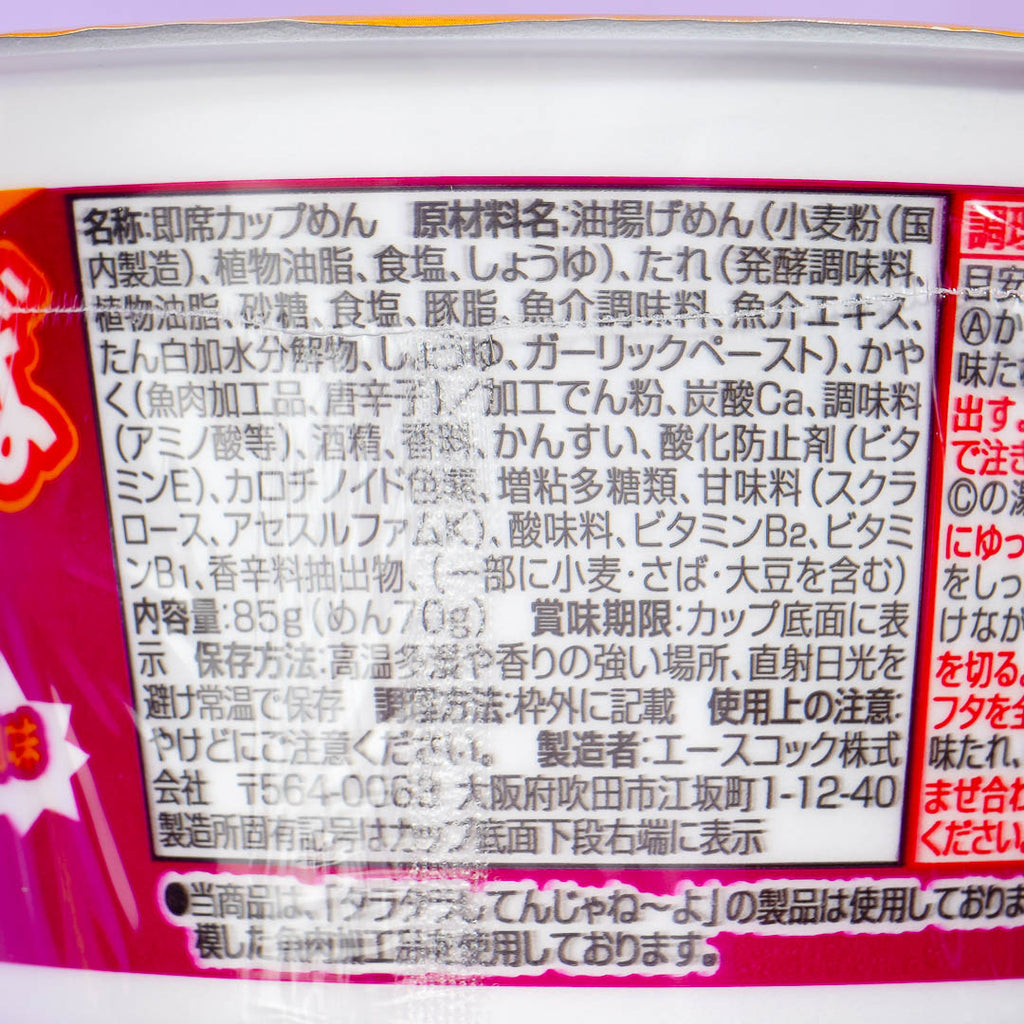 名称:即席カップめん 原材料名:油揚げめん(小麦粉(国
内製造)、植物油脂、食塩、しょうゆ)、たれ(発酵調味料、
植物油脂、砂糖、食塩、豚脂、魚介調味料、魚介エキス、
たん白加水分解物、しょうゆ、ガーリックペースト)、かや
く(魚肉加工品、唐辛子)/加工でん粉、炭酸Ca、調味料
(アミノ酸等)、酒精、香料、かんすい、酸化防止剤(ビタ
ミンE)、カロチノイド色素、増粘多糖類、甘味料(スクラ
ロース、アセスルファムK)、酸味料、ビタミンB2、ビタミ
ンB1、香辛料抽出物、(一部に小麦・さば・大豆を含む)
内容量:85g(めん70g) 賞味期限:カップ底面に表
示 保存方法:高温多湿や香りの強い場所、直射日光を
避け常温で保存 調理方法:枠外に記載 使用上の注意:
やけどにご注意ください。 製造者:エースコック株式
会社 〒564-0063 大阪府吹田市江坂町1-12-40
製造所固有記号はカップ底面下段右端に表示
●当商品は、「タラタラしてんじゃね〜よ」の製品は使用しておりま
模した魚肉加工品を使用しております。
調理
目安
Ⓐか
味た
出す。
で注き
Ⓒの湯
にゆっ
をしっ
けなが
を切る
フタを全
味たれ、
まぜ合わ
ください。
味